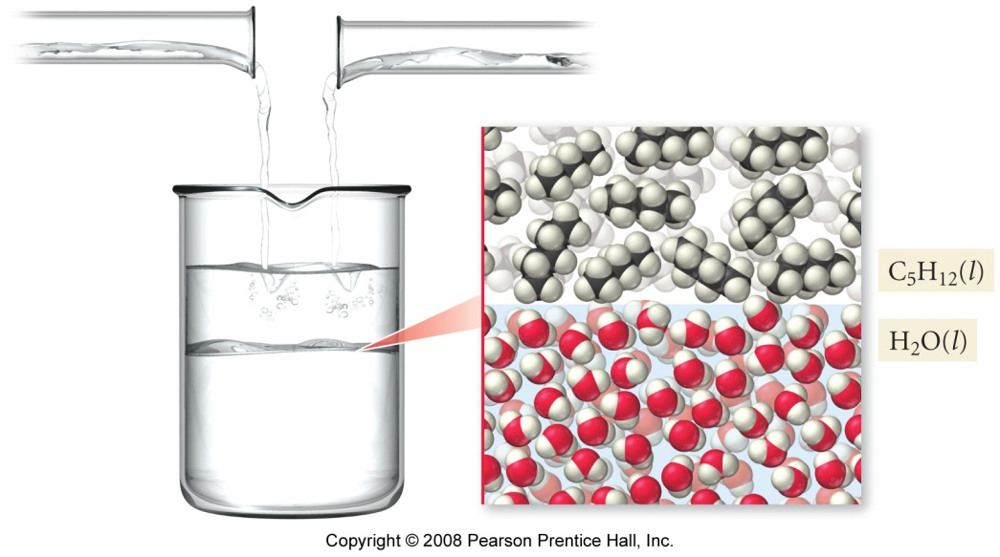 C₅H₁₂(l)
H₂O(l)
Copyright © 2008 Pearson Prentice Hall, Inc.